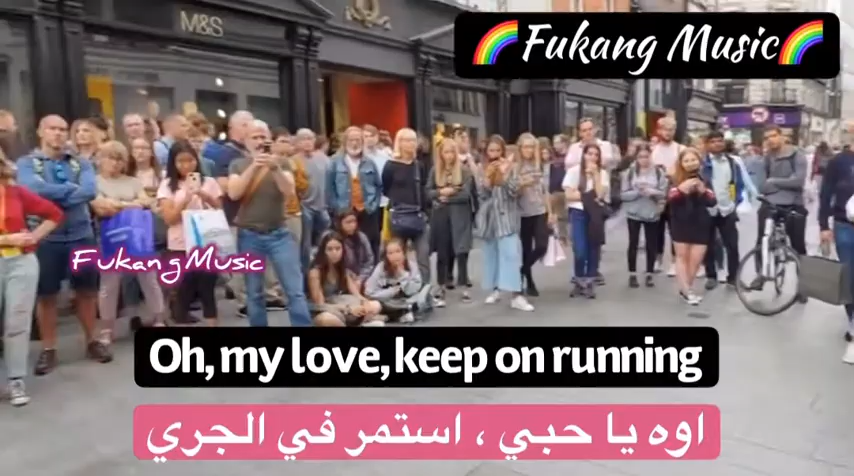 M&S
🌈Fukang Music🌈
FukangMusic
Oh, my love, keep on running
اوه يا حبي ، استمر في الجري